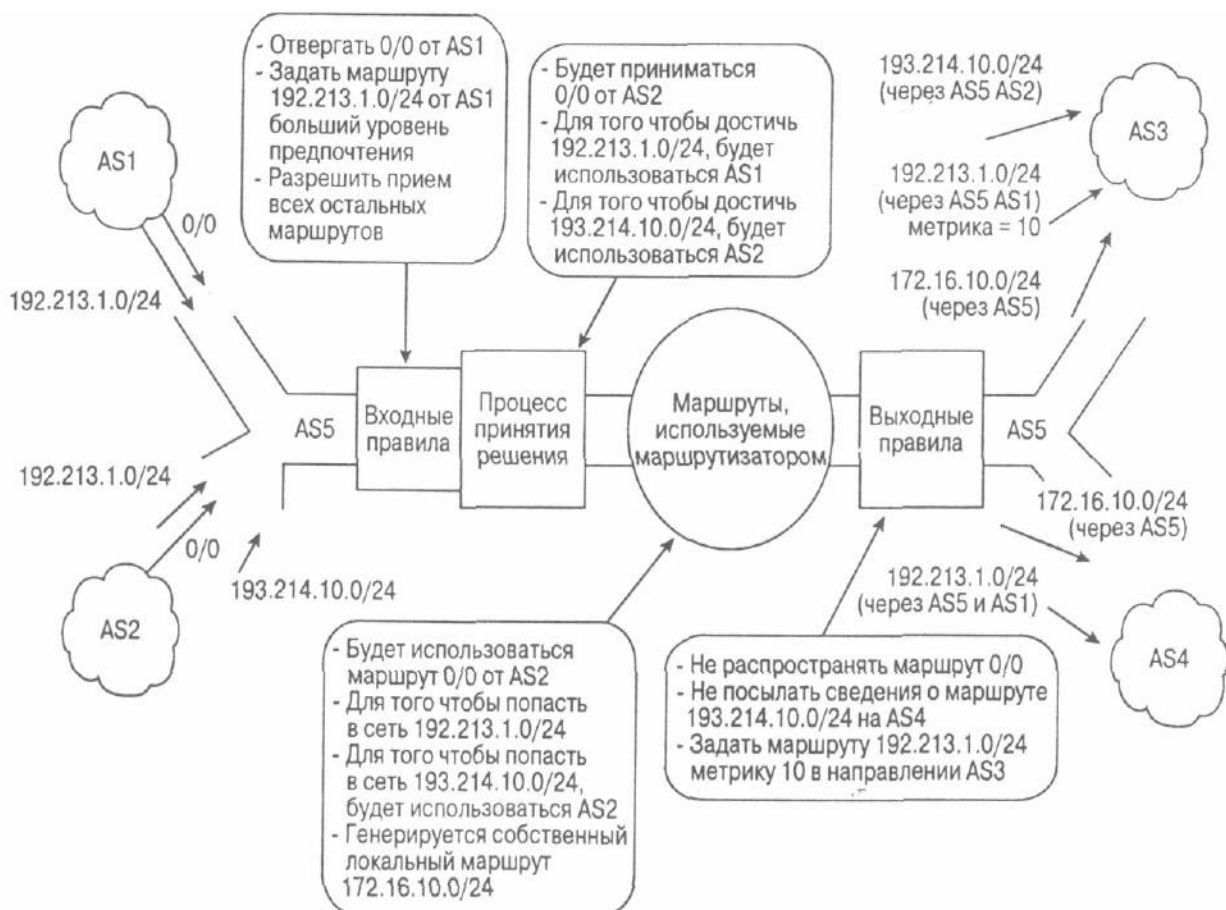 - Отвергать 0/0 от AS1
- Задать маршруту
192.213.1.0/24 от AS1
больший уровень
предпочтения
- Разрешить прием
всех остальных
маршрутов
- Будет приниматься
0/0 от AS2
- Для того чтобы достичь
192.213.1.0/24, будет
использоваться AS1
- Для того чтобы достичь
193.214.10.0/24, будет
использоваться AS2
193.214.10.0/24
(через AS5 AS2)
AS3
192.213.1.0/24
(через AS5 AS1)
метрика = 10
172.16.10.0/24
(через AS5)
AS1
0/0
192.213.1.0/24
AS5
Входные
правила
Процесс
принятия
решения
Маршруты,
используемые
маршрутизатором
Выходные
правила
AS5
192.213.1.0/24
0/0
193.214.10.0/24
AS2
172.16.10.0/24
(через AS5)
192.213.1.0/24
(через AS5 и AS1)
AS4
- Будет использоваться
маршрут 0/0 от AS2
- Для того чтобы попасть
в сеть 192.213.1.0/24
- Для того чтобы попасть
в сеть 193.214.10.0/24,
будет использоваться AS2
- Генерируется собственный
локальный маршрут
172.16.10.0/24
- Не распространять маршрут 0/0
- Не посылать сведения о маршруте
193.214.10.0/24 на AS4
- Задать маршруту 192.213.1.0/24
метрику 10 в направлении AS3